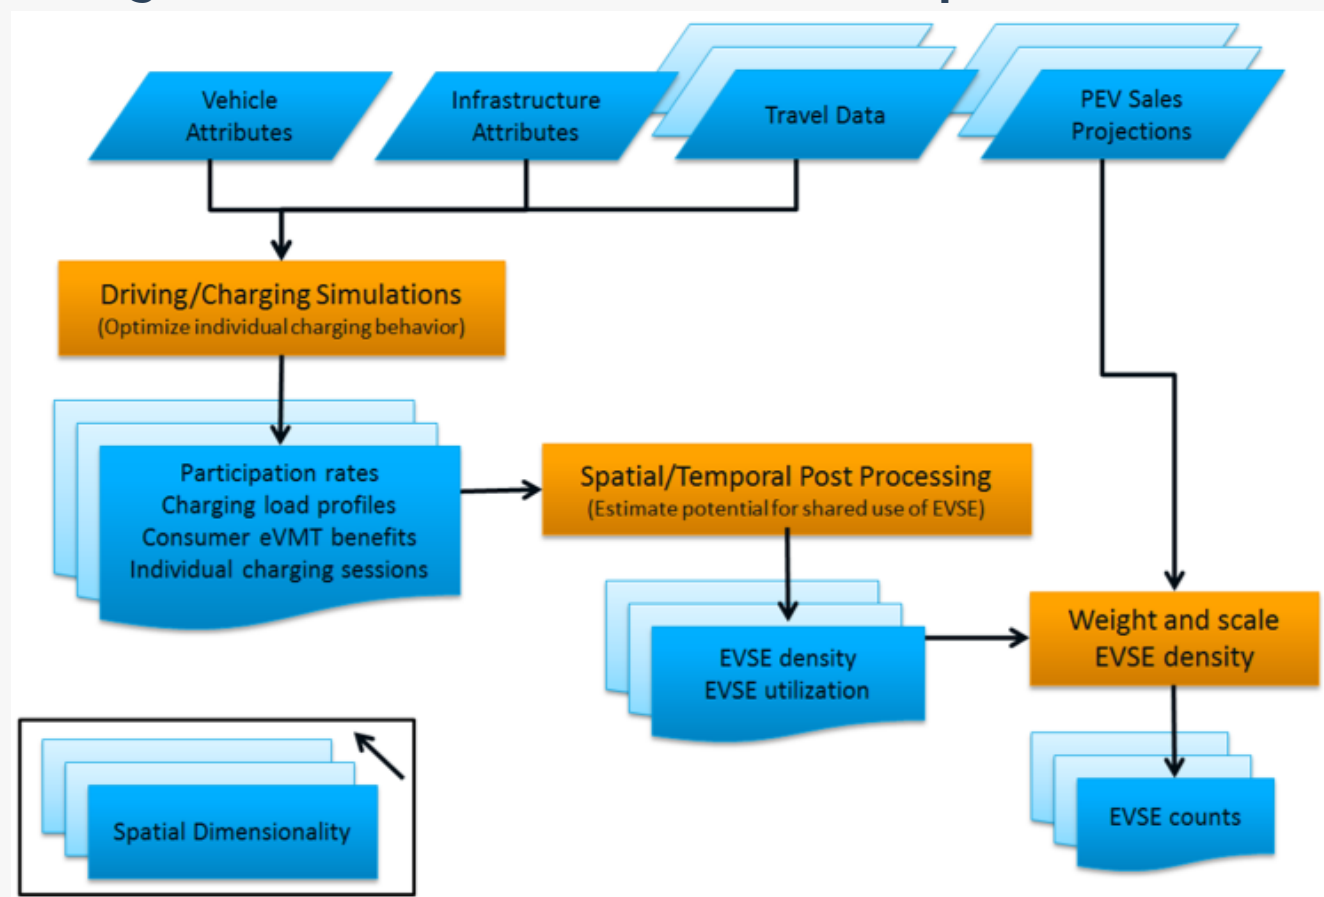 Vehicle
Attributes
Infrastructure
Attributes
Travel Data
PEV Sales
Projections
Driving/Charging Simulations
(Optimize individual charging behavior)
Participation rates
Charging load profiles
Consumer eVMT benefits
Individual charging sessions
Spatial/Temporal Post Processing
(Estimate potential for shared use of EVSE)
EVSE density
EVSE utilization
Weight and scale
EVSE density
EVSE counts
Spatial Dimensionality